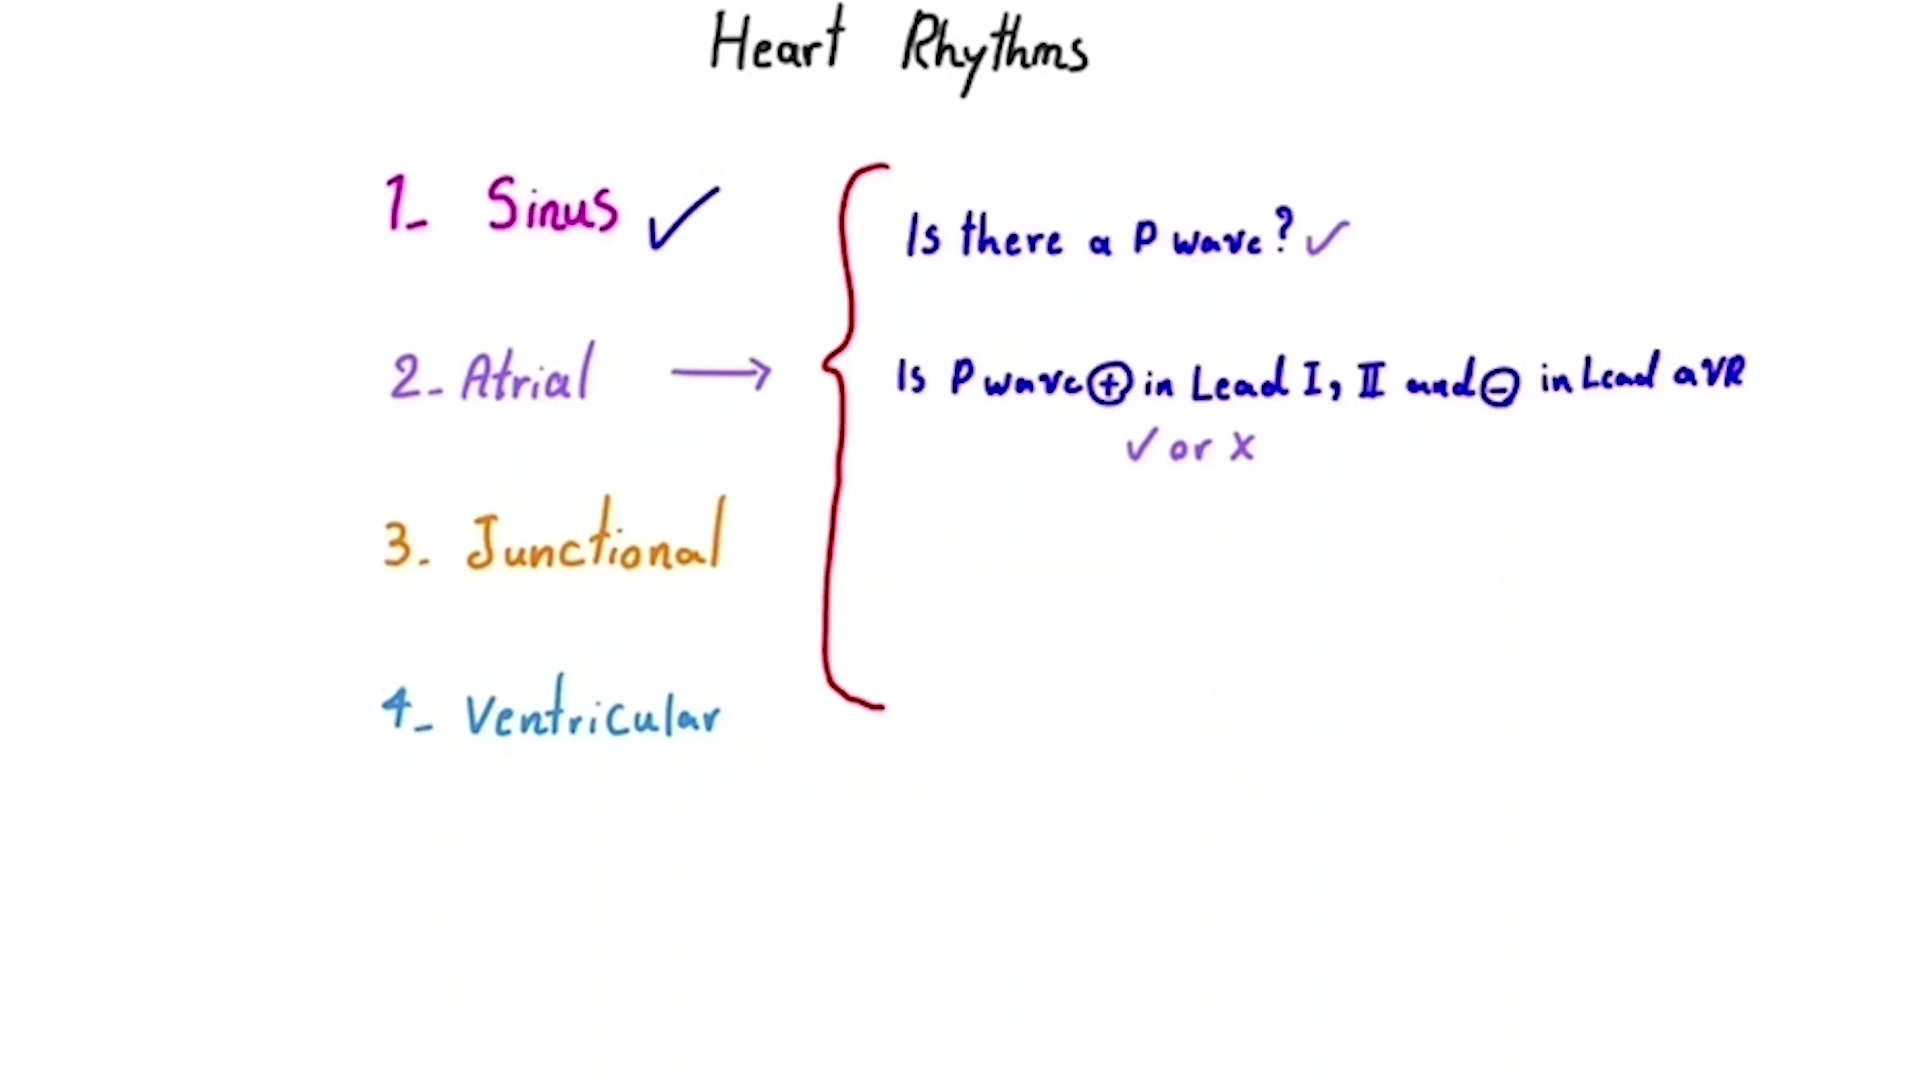 Heart Rhythms
1- Sinus ✓
2- Atrial →
3- Junctional
4- Ventricular
Is there a P wave? ✓
Is P wave ⊕ in Lead I, II and ⊖ in Lead aVR
✓ or x